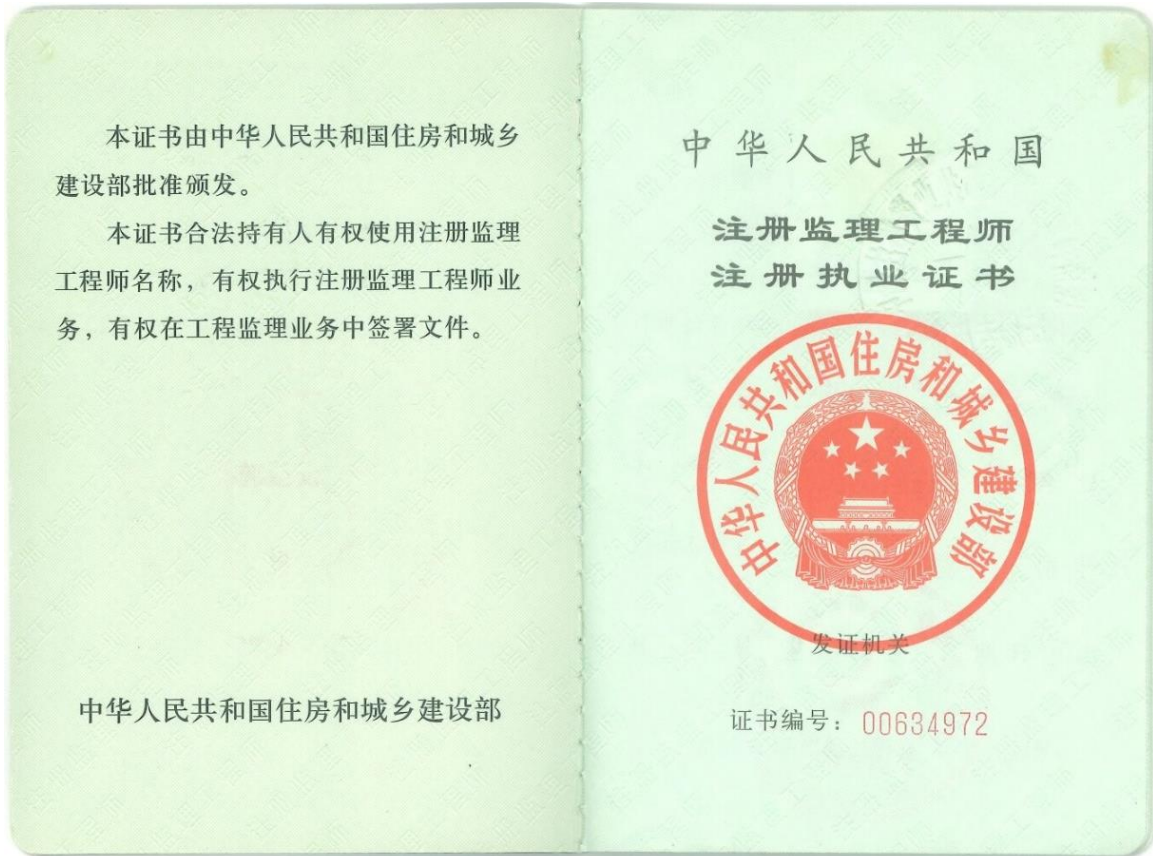 本证书由中华人民共和国住房和城乡
建设部批准颁发。
本证书合法持有人有权使用注册监理
工程师名称，有权执行注册监理工程师业
务，有权在工程监理业务中签署文件。
中华人民共和国住房和城乡建设部
中华人民共和国
注册监理工程师
注册执业证书
中华人民共和国住房和城乡建设部
发证机关
证书编号：00634972